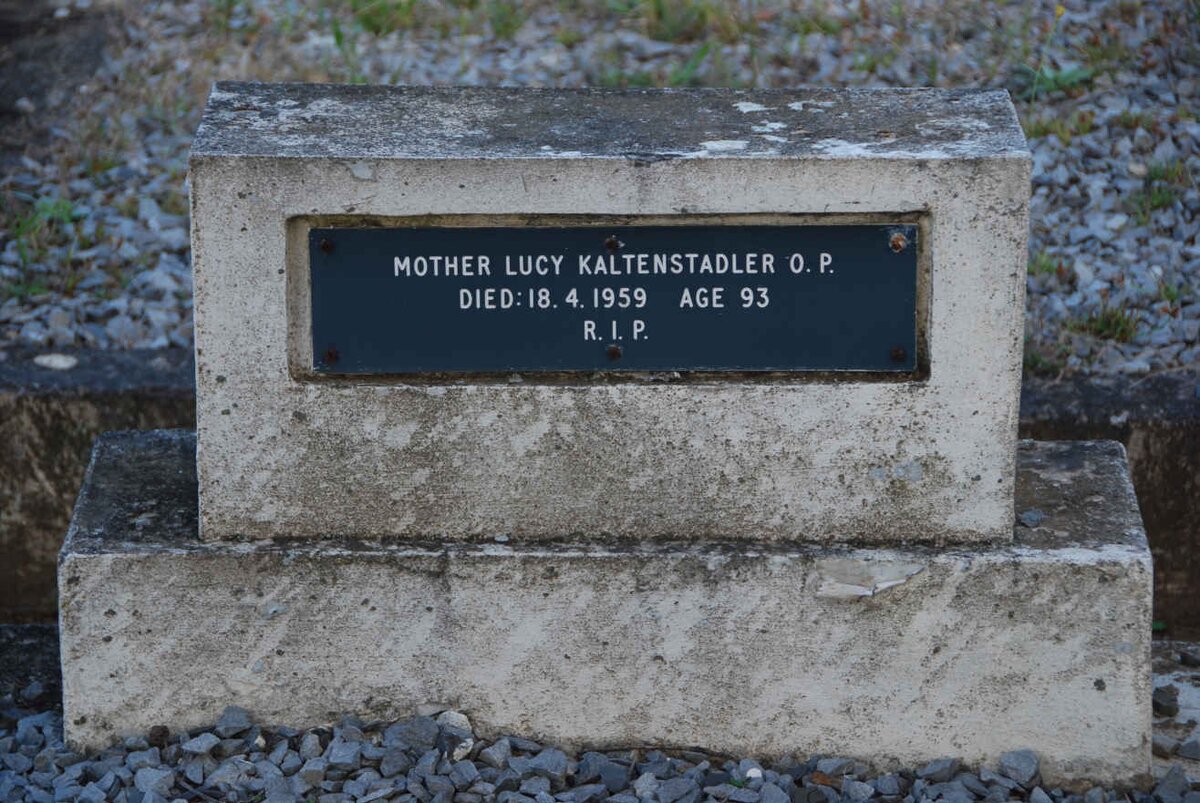 MOTHER LUCY KALTENSTADLER O. P.
DIED: 18. 4. 1959 AGE 93
R. I. P.